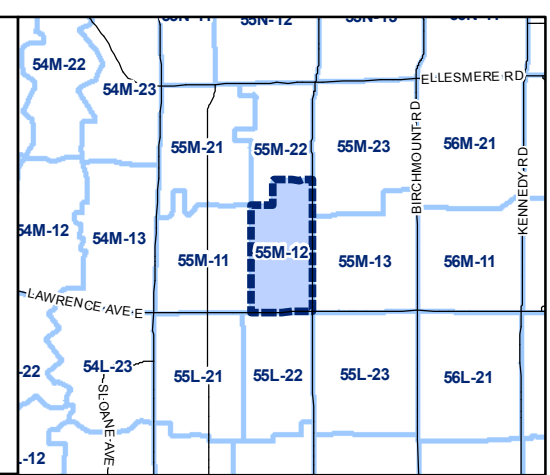 55N-12
54M-22
54M-23
ELLESMERE RD
55M-21
55M-22
55M-23
56M-21
BIRCHMOUNT RD
KENNEDY RD
54M-12
54M-13
55M-11
55M-12
55M-13
56M-11
LAWRENCE AVE E
-22
54L-23
55L-21
55L-22
55L-23
56L-21
SLOANE AVE
-12